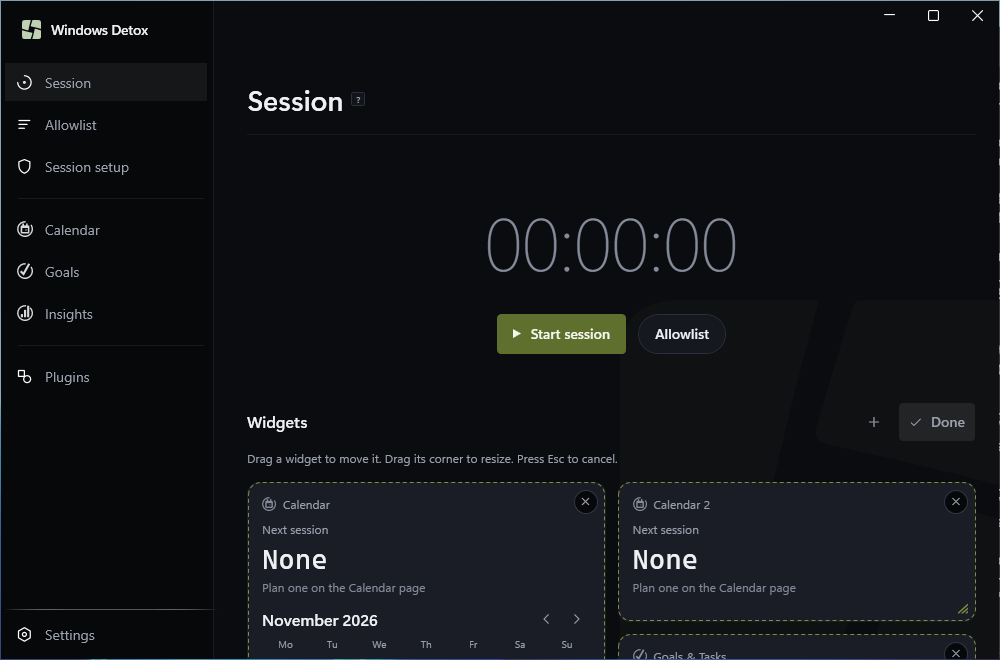 Windows Detox
Session
Allowlist
Session setup
Calendar
Goals
Insights
Plugins
Settings
Session ?
00:00:00
Start session
Allowlist
Widgets
Done
Drag a widget to move it. Drag its corner to resize. Press Esc to cancel.
Calendar
Next session
None
Plan one on the Calendar page
November 2026
Mo Tu We Th Fr Sa Su
Calendar 2
Next session
None
Plan one on the Calendar page
Goals & Tasks